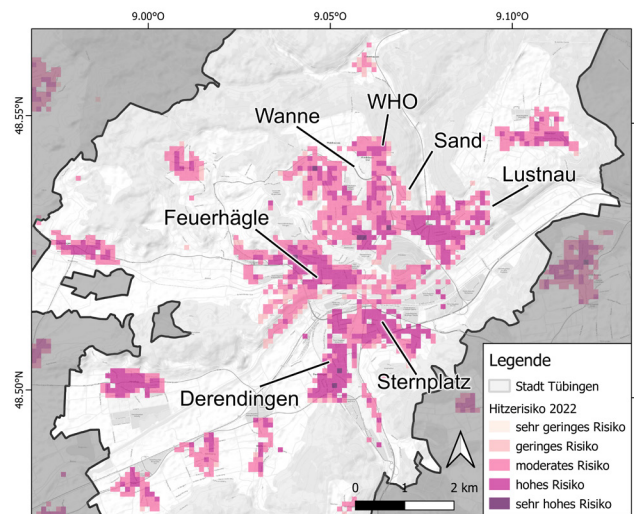 9.00°O
9.05°O
9.10°O
48.55°N
48.50°N
WHO
Wanne
Sand
Lustnau
Feuerhägle
Derendingen
Sternplatz
Legende
Stadt Tübingen
Hitzerisiko 2022
sehr geringes Risiko
geringes Risiko
moderates Risiko
hohes Risiko
sehr hohes Risiko
0 1 2 km